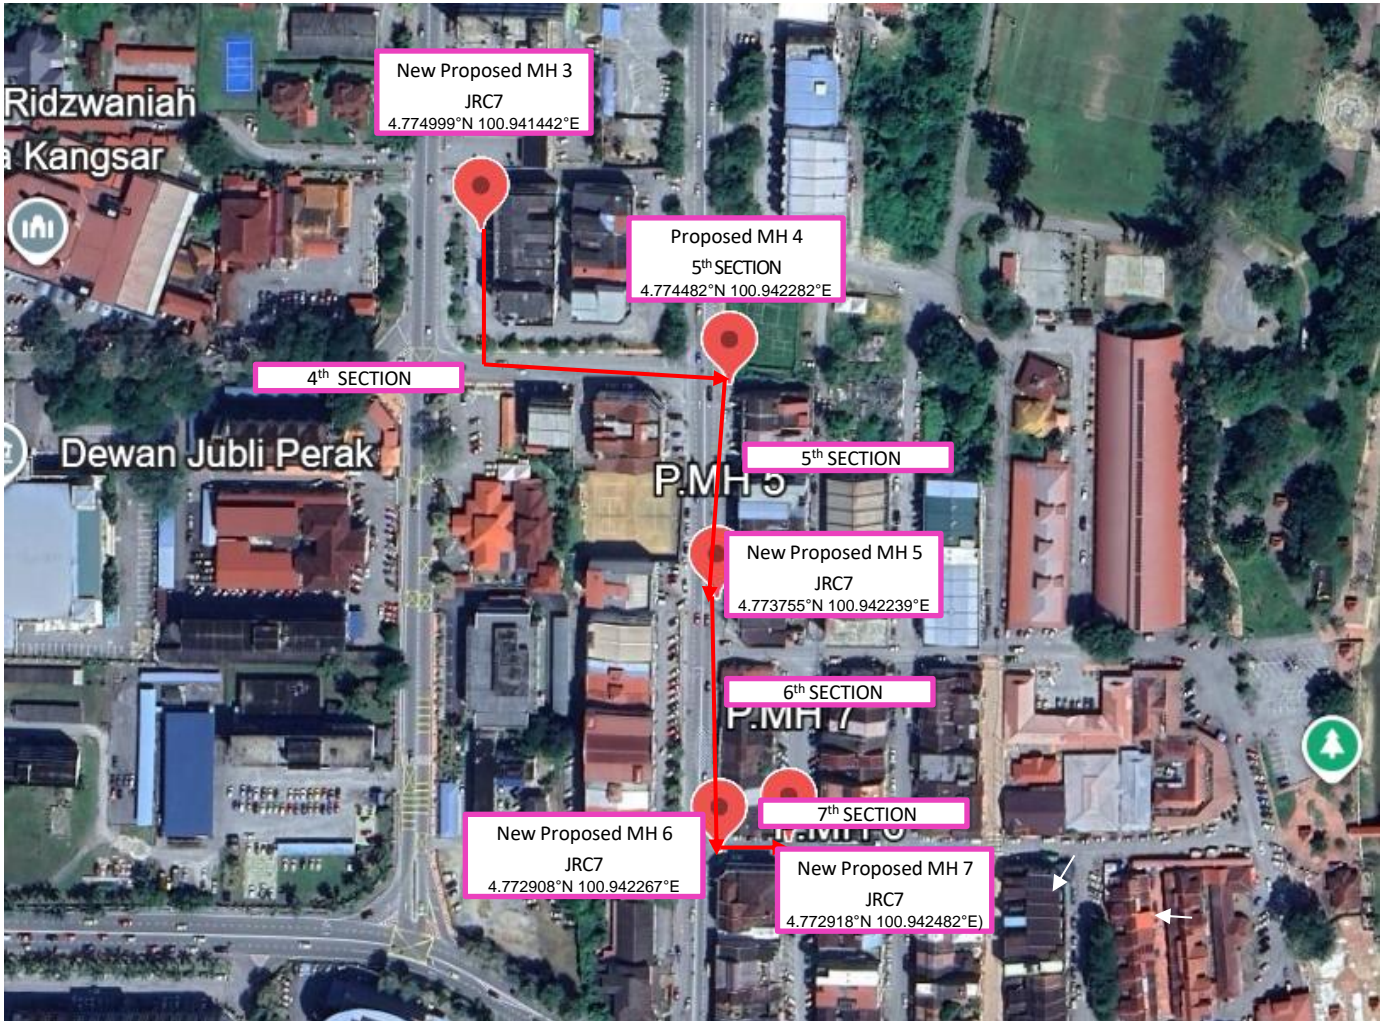 New Proposed MH 3
JRC7
4.774999°N 100.941442°E
Ridzwaniah
a Kangsar
Proposed MH 4
5th SECTION
4.774482°N 100.942282°E
4th SECTION
Dewan Jubli Perak
5th SECTION
P.MH 5
New Proposed MH 5
JRC7
4.773755°N 100.942239°E
6th SECTION
P.MH 7
7th SECTION
New Proposed MH 6
JRC7
4.772908°N 100.942267°E
New Proposed MH 7
JRC7
4.772918°N 100.942482°E)